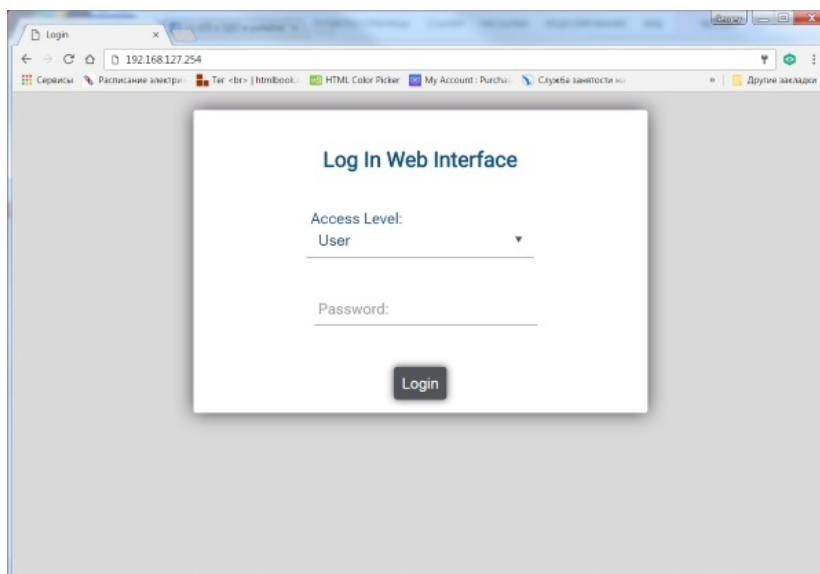 Login
192.168.127.254
Сервисы Расписание электри Тег <br> | htmlbook. HTML Color Picker My Account : Purcha Служба занятости » Другие закладки
Log In Web Interface
Access Level:
User
Password:
Login